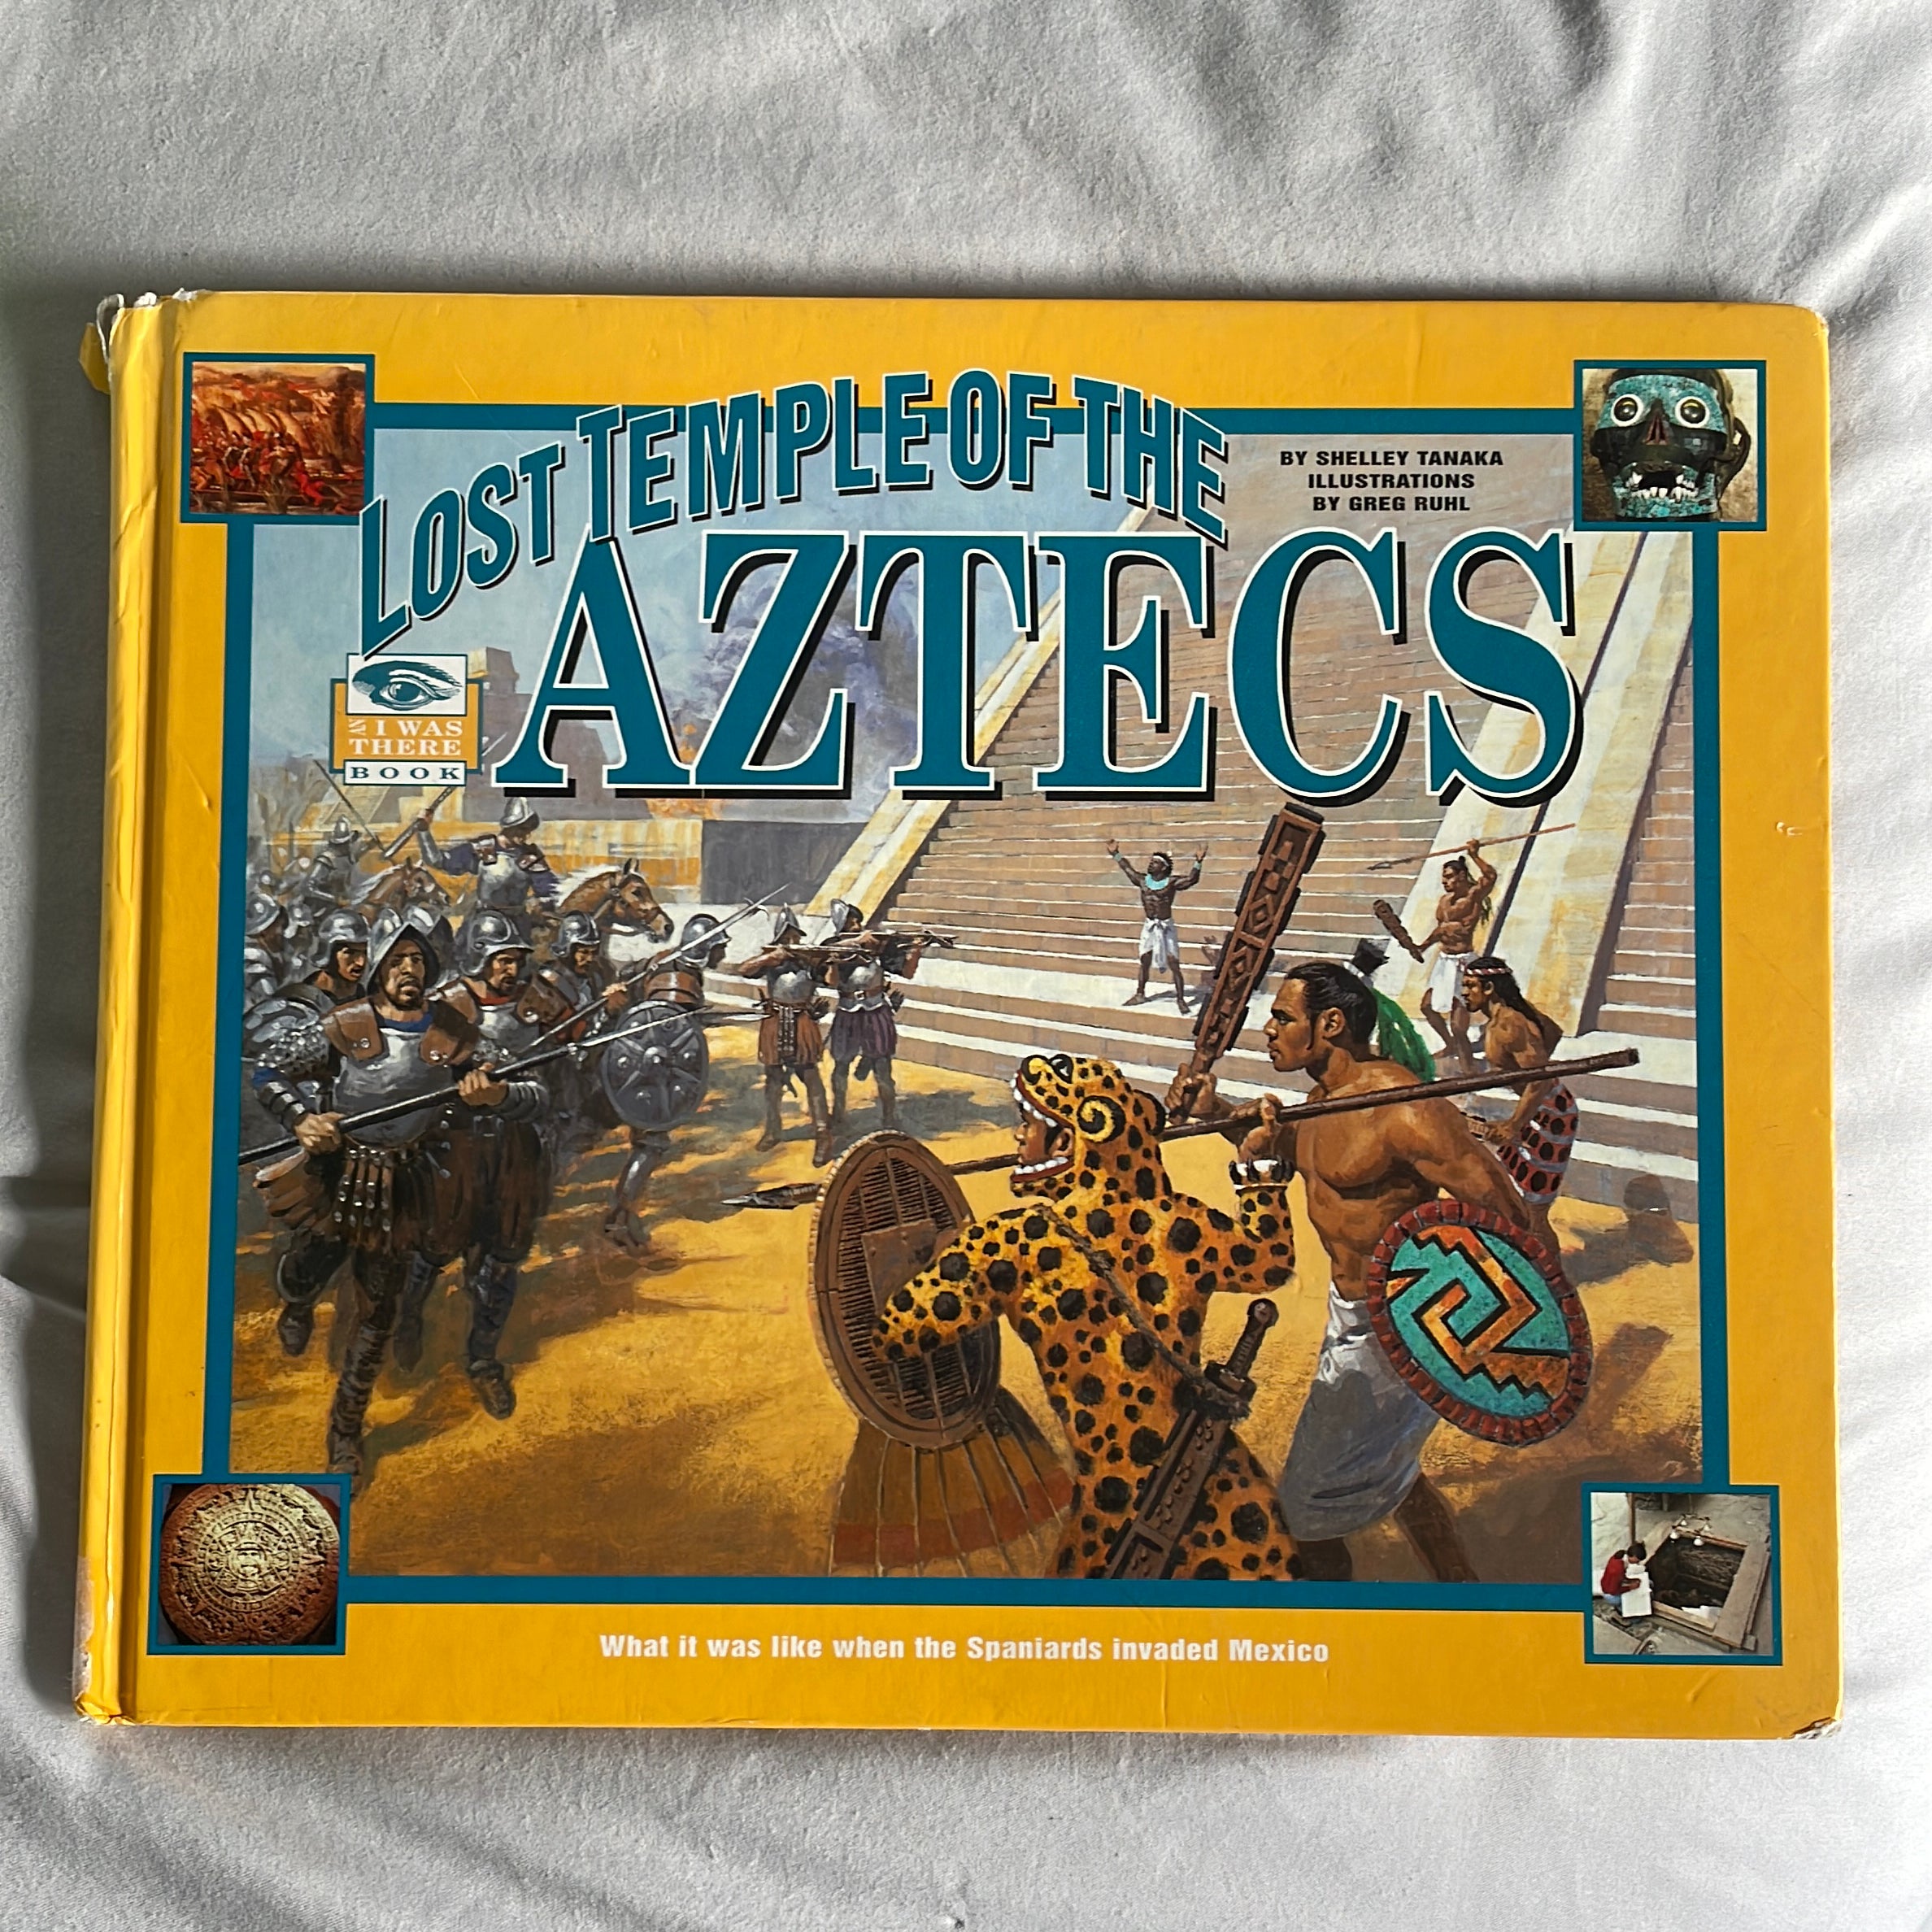 LOST TEMPLE OF THE
AZTECS
BY SHELLEY TANAKA
ILLUSTRATIONS
BY GREG RUHL
AN I WAS
THERE
BOOK
What it was like when the Spaniards invaded Mexico